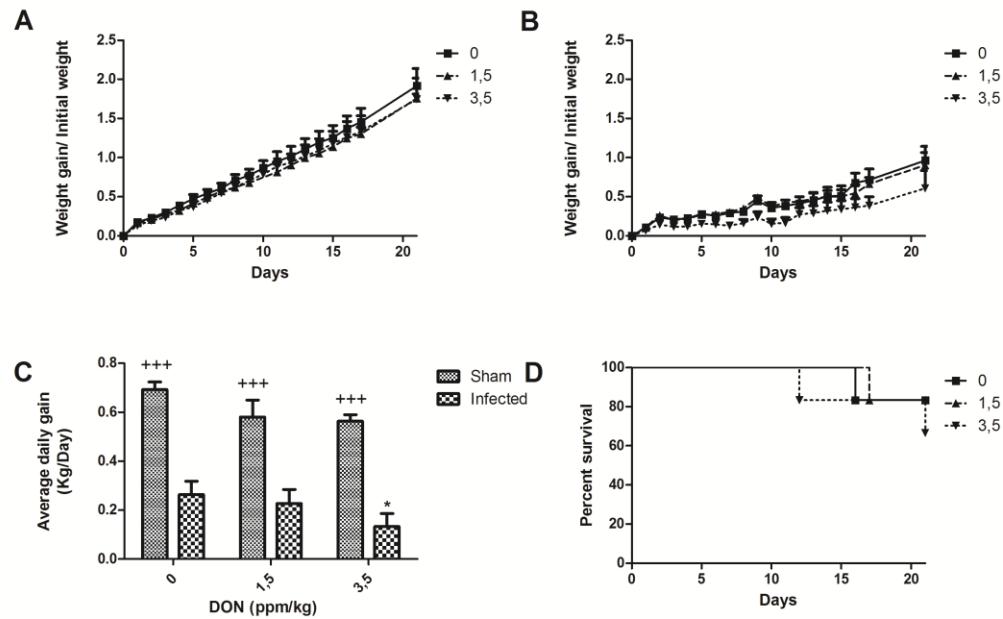 A
Weight gain/ Initial weight
2.5
2.0
1.5
1.0
0.5
0.0
0 5 10 15 20
Days
0
1,5
3,5
B
Weight gain/ Initial weight
2.5
2.0
1.5
1.0
0.5
0.0
0 5 10 15 20
Days
0
1,5
3,5
C
Average daily gain
(Kg/Day)
0.8
0.6
0.4
0.2
0.0
+++
+++
+++
*
0 1,5 3,5
DON (ppm/kg)
Sham
Infected
D
Percent survival
100
80
60
40
20
0
0 5 10 15 20
Days
0
1,5
3,5